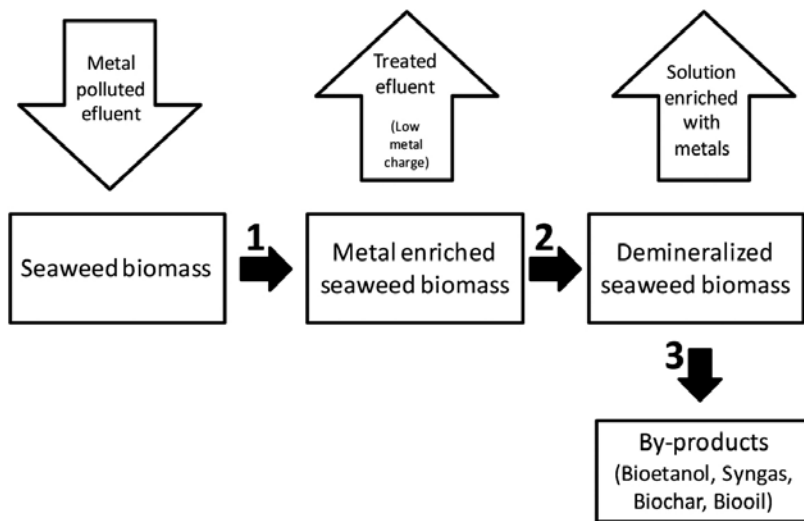 Metal
polluted
efluent
Treated
efluent
(Low
metal
charge)
Solution
enriched
with
metals
Seaweed biomass
1
Metal enriched
seaweed biomass
2
Demineralized
seaweed biomass
3
By-products
(Bioetanol, Syngas,
Biochar, Biooil)